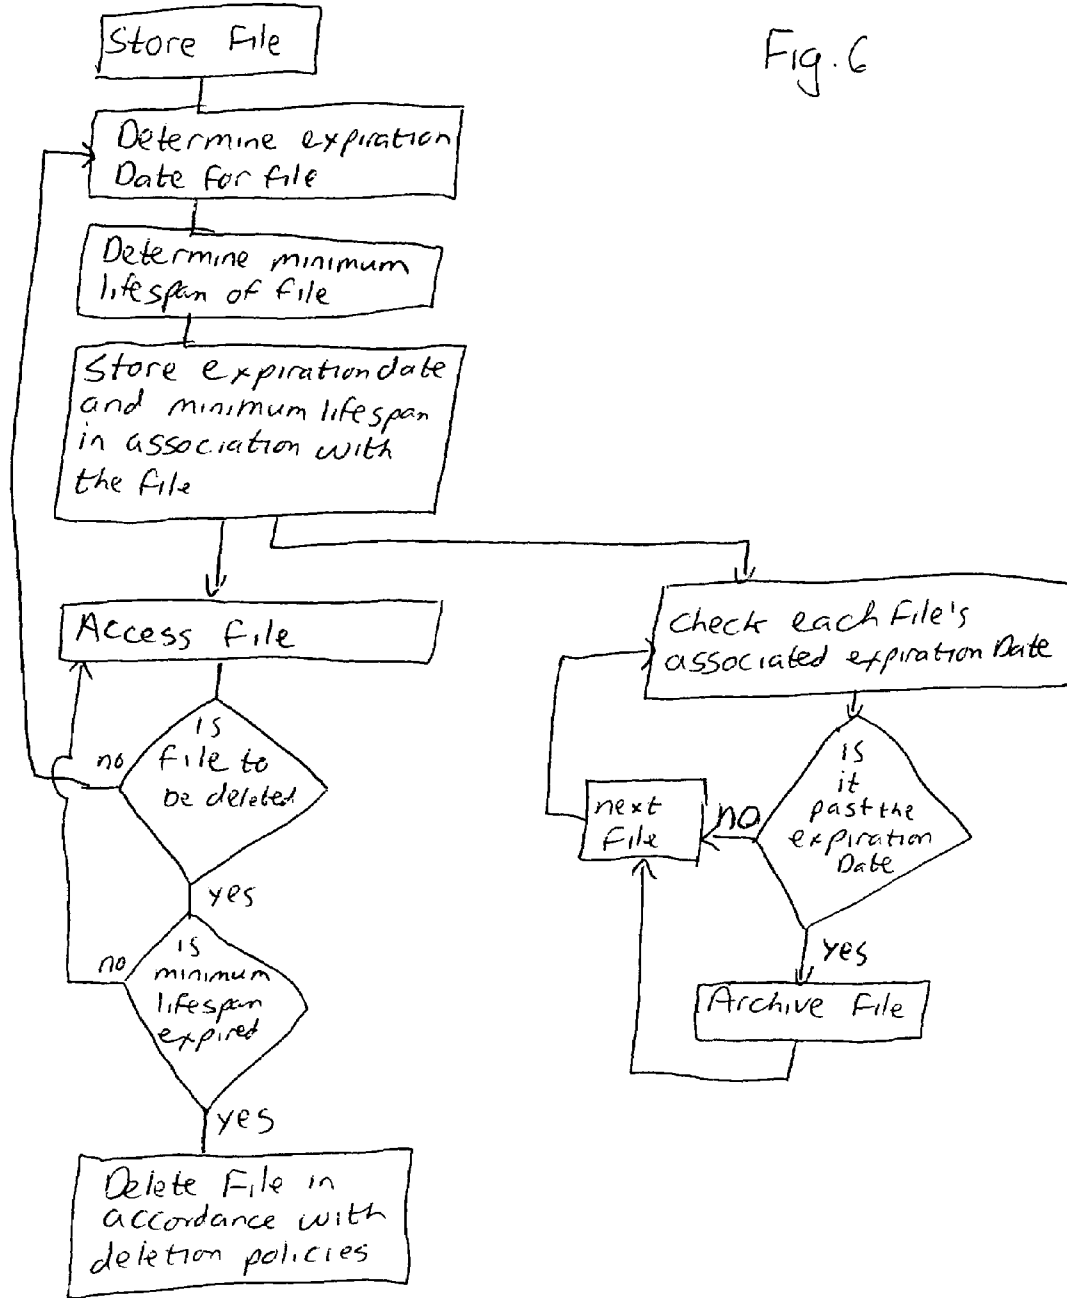 Fig. 6
Store File
Determine expiration
Date for file
Determine minimum
lifespan of file
Store expiration date
and minimum lifespan
in association with
the file
Access File
is
file to
be deleted
no
yes
is
minimum
lifespan
expired
no
yes
Delete File in
accordance with
deletion policies
Check each File's
associated expiration Date
is
it
past the
expiration
Date
no
next
File
yes
Archive File